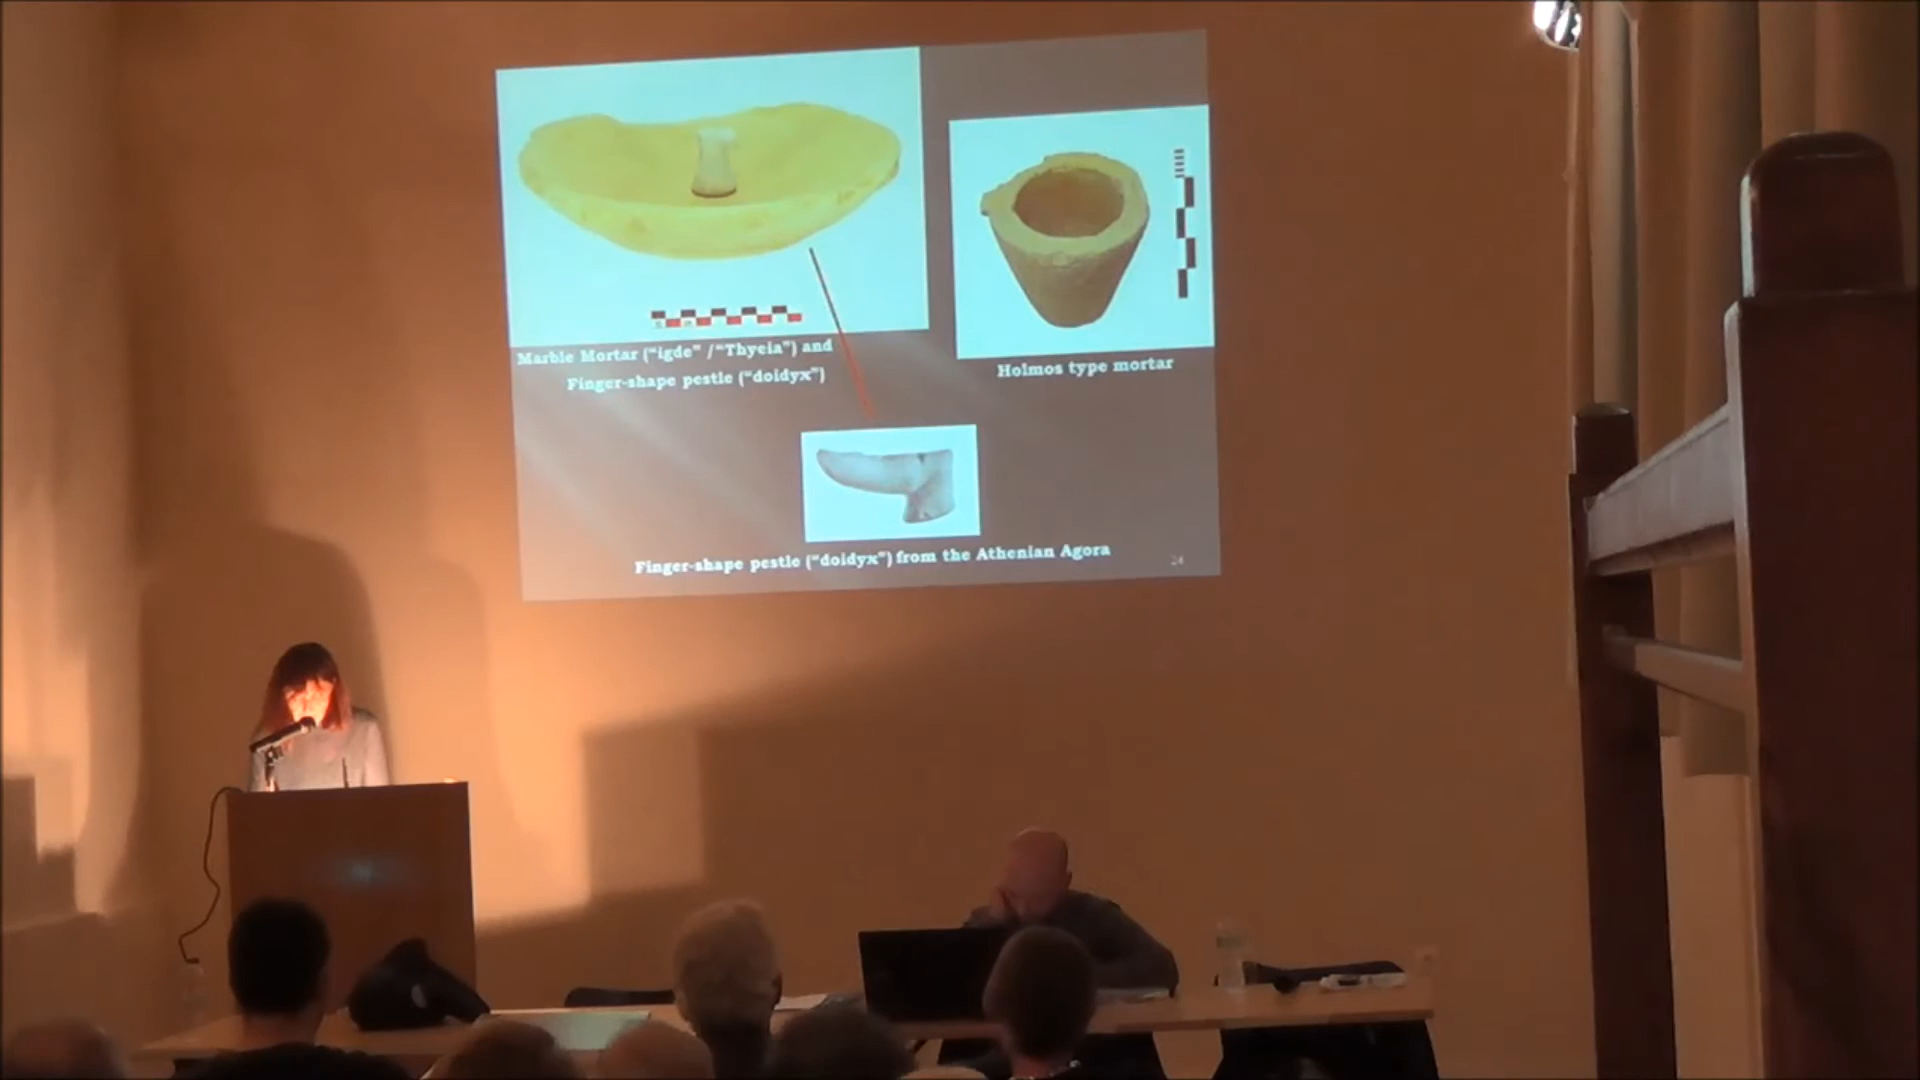 Marble Mortar (“igde” /“Thyeia”) and
Finger-shape pestle (“doidyx”)
Holmos type mortar
Finger-shape pestle (“doidyx”) from the Athenian Agora
24